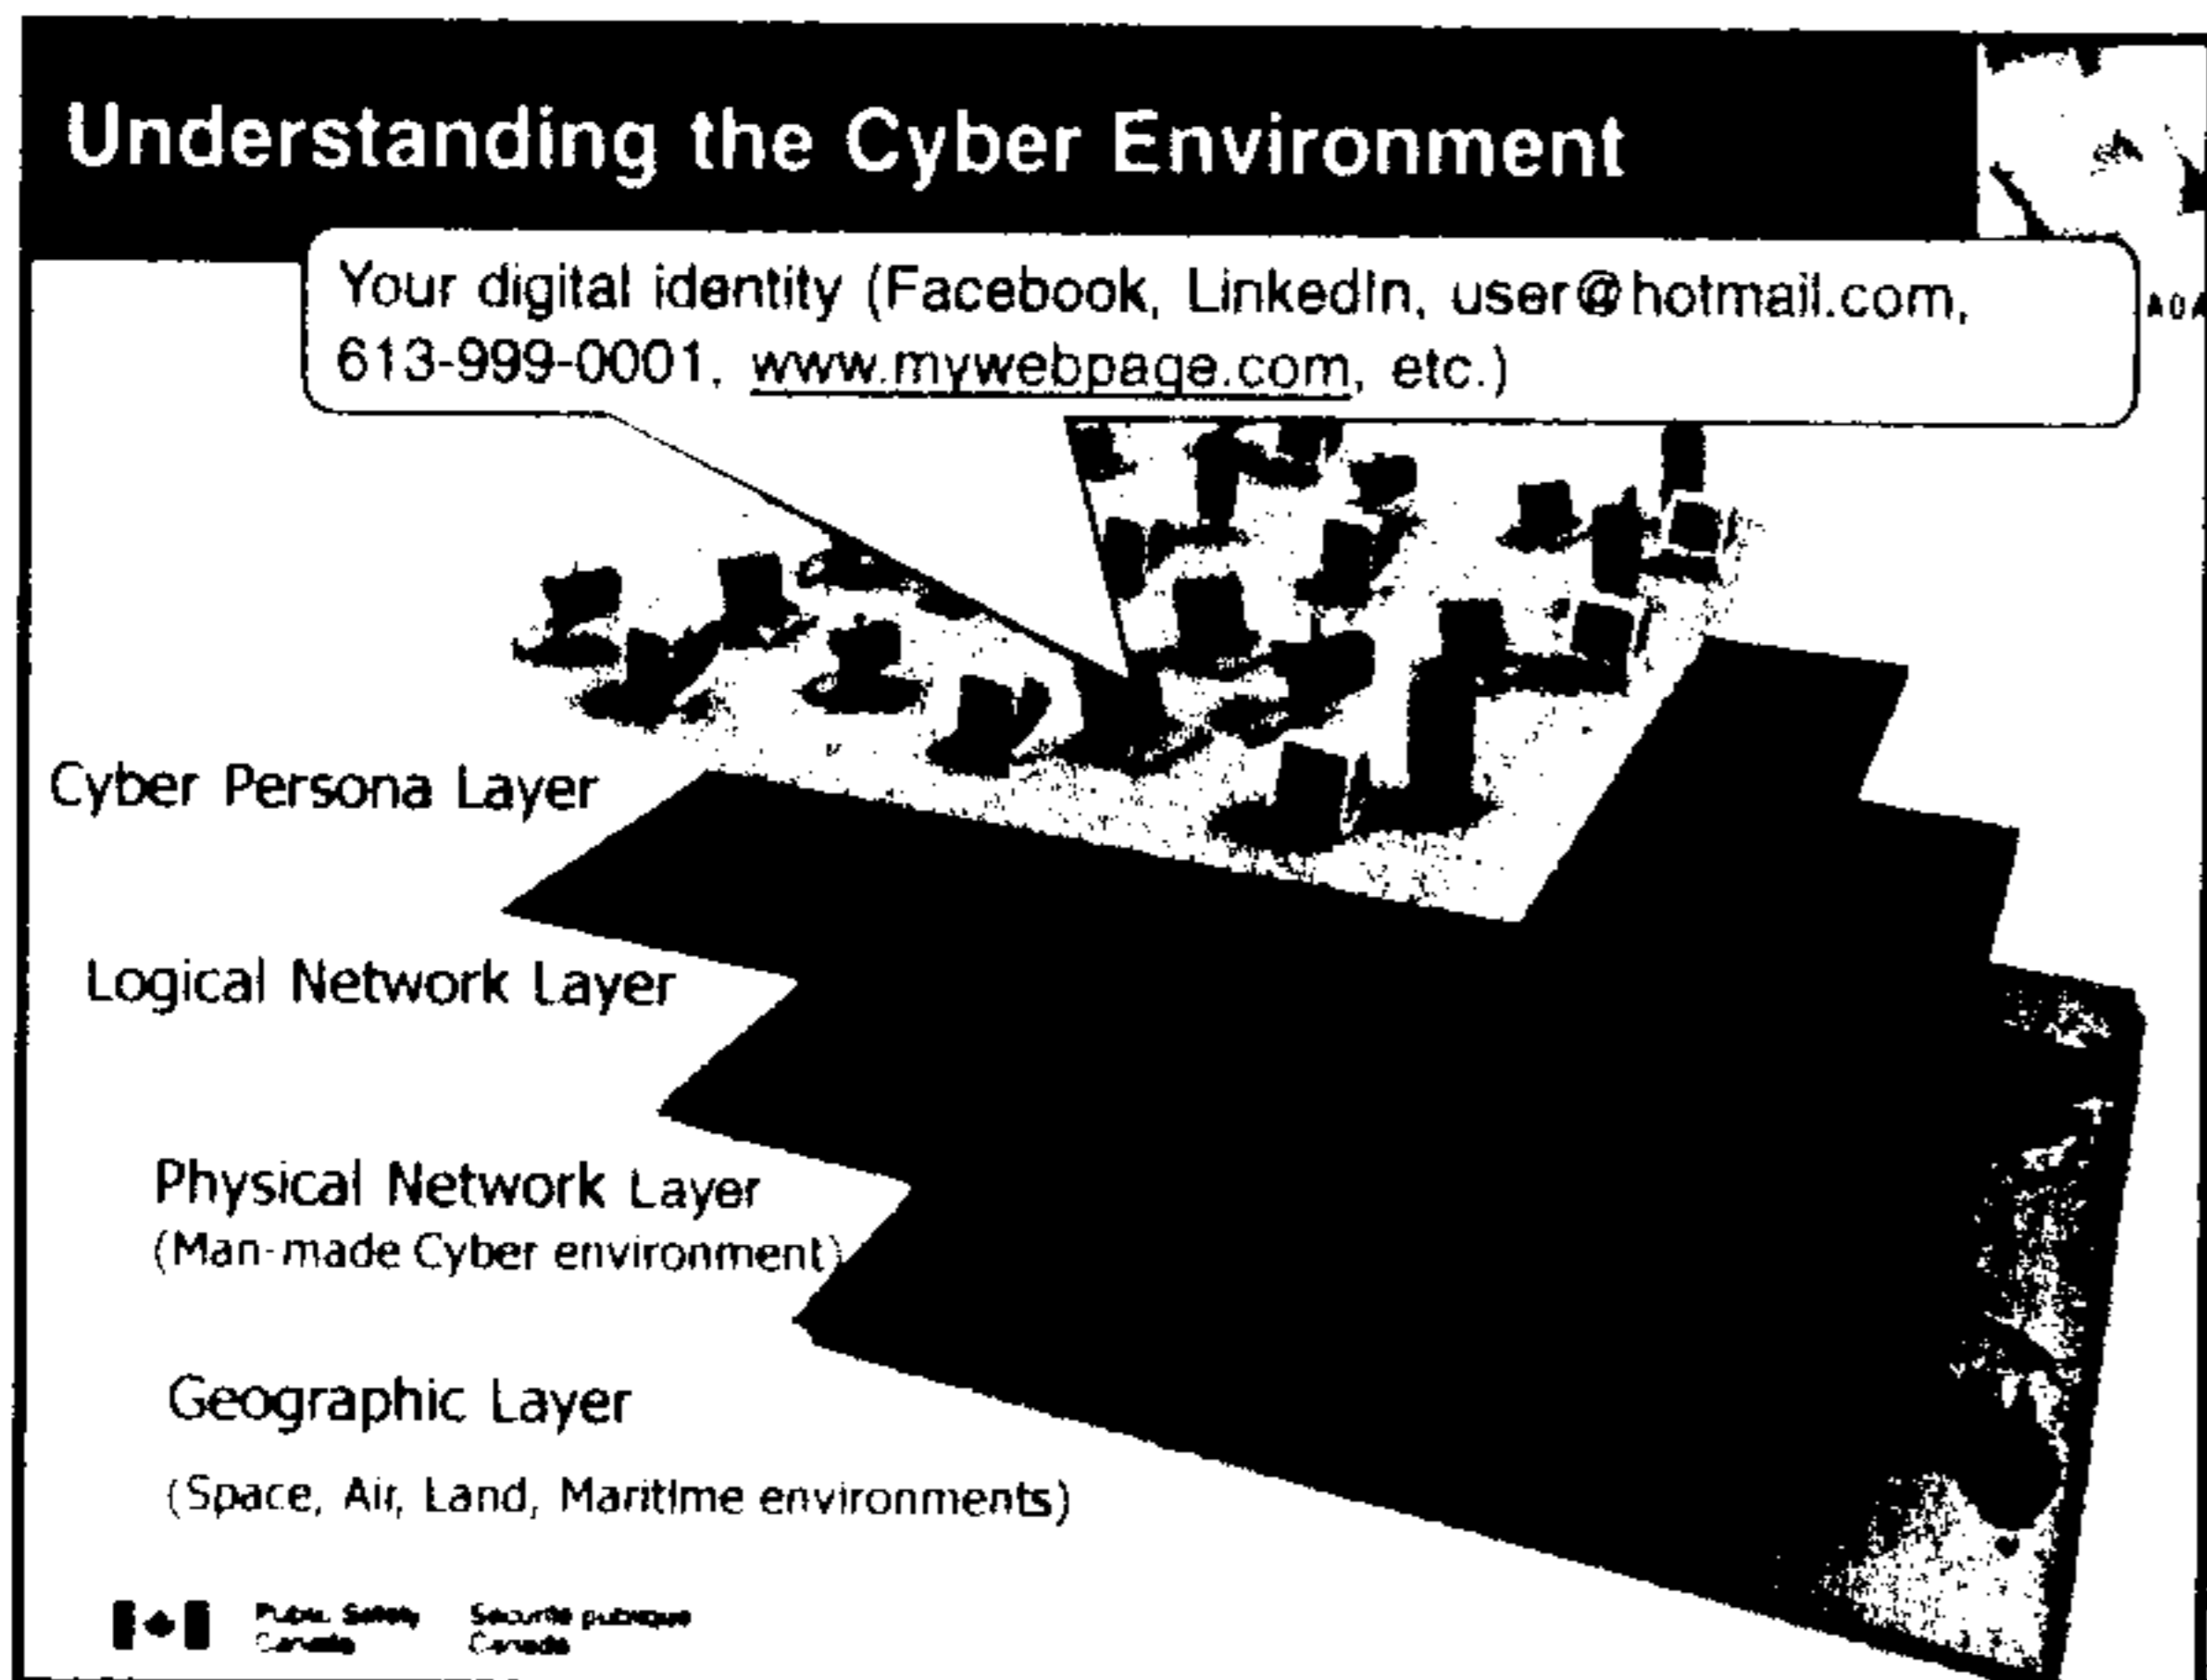 Understanding the Cyber Environment
Your digital identity (Facebook, LinkedIn, user@hotmail.com,
613-999-0001, www.mywebpage.com, etc.)
Cyber Persona Layer
Logical Network Layer
Physical Network Layer
(Man-made Cyber environment)
Geographic Layer
(Space, Air, Land, Maritime environments)
Public Safety Sécurité publique
Canada Canada